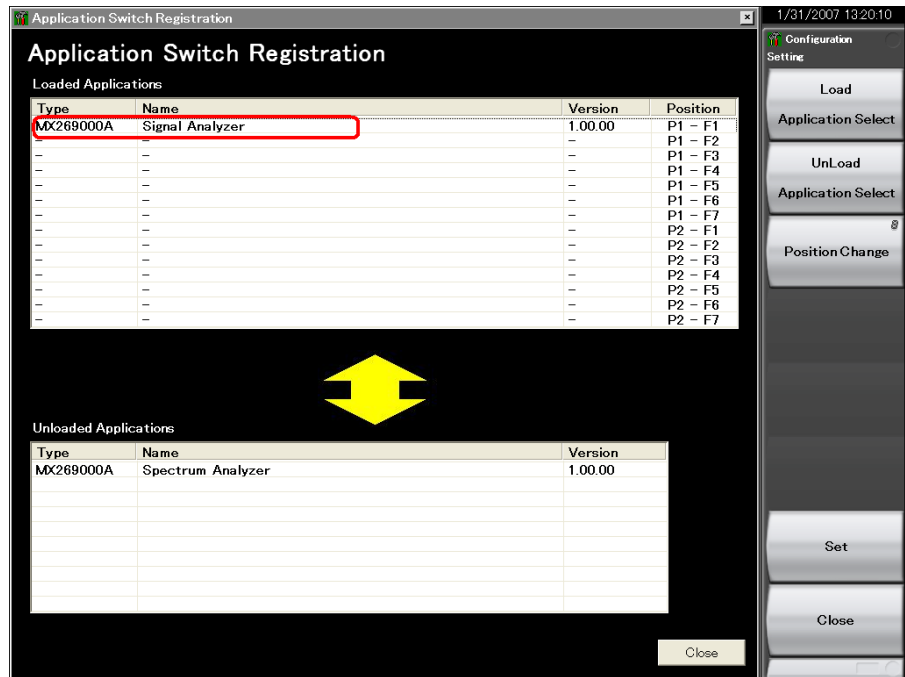 Application Switch Registration
1/31/2007 13:20:10
Application Switch Registration
Loaded Applications
Type Name Version Position
MX269000A Signal Analyzer 1.00.00 P1 - F1
- - - P1 - F2
- - - P1 - F3
- - - P1 - F4
- - - P1 - F5
- - - P1 - F6
- - - P1 - F7
- - - P2 - F1
- - - P2 - F2
- - - P2 - F3
- - - P2 - F4
- - - P2 - F5
- - - P2 - F6
- - - P2 - F7
Unloaded Applications
Type Name Version
MX269000A Spectrum Analyzer 1.00.00
Close
Configuration
Setting
Load
Application Select
UnLoad
Application Select
Position Change
Set
Close